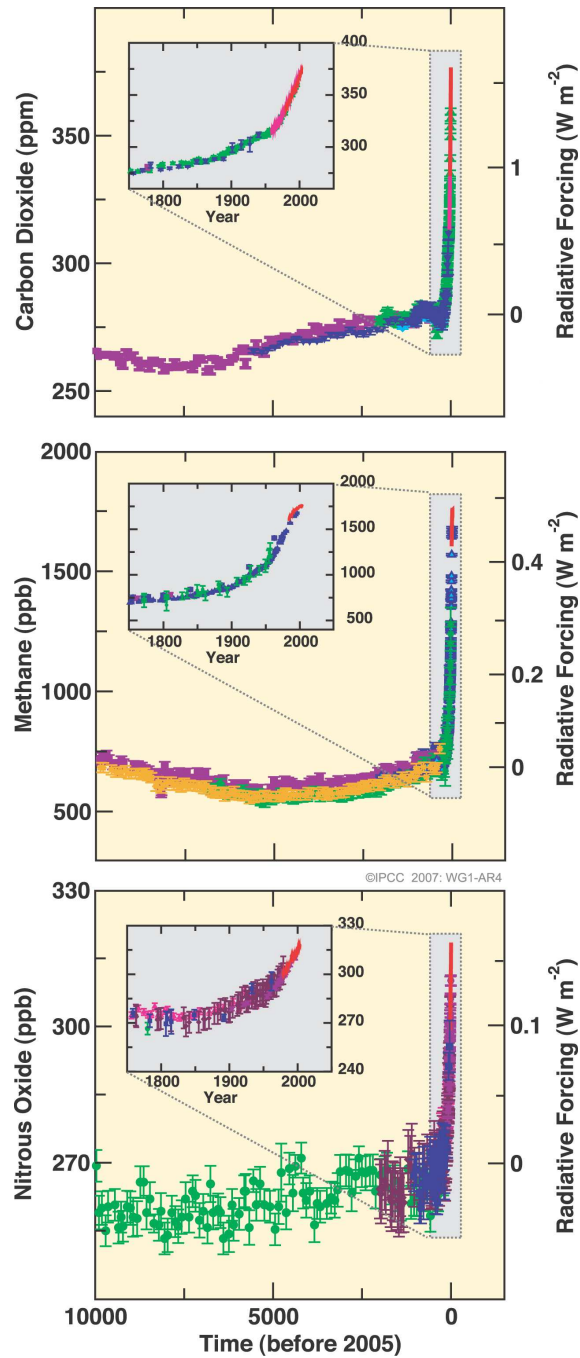 400
350
300
1800 1900 2000
Year
350
300
250
1
0
Carbon Dioxide (ppm)
Radiative Forcing (W m-2)
2000
1500
1000
500
2000
1500
1000
500
1800 1900 2000
Year
0.4
0.2
0
Methane (ppb)
Radiative Forcing (W m-2)
©IPCC 2007: WG1-AR4
330
300
270
330
300
270
240
1800 1900 2000
Year
0.1
0
Nitrous Oxide (ppb)
Radiative Forcing (W m-2)
10000 5000 0
Time (before 2005)